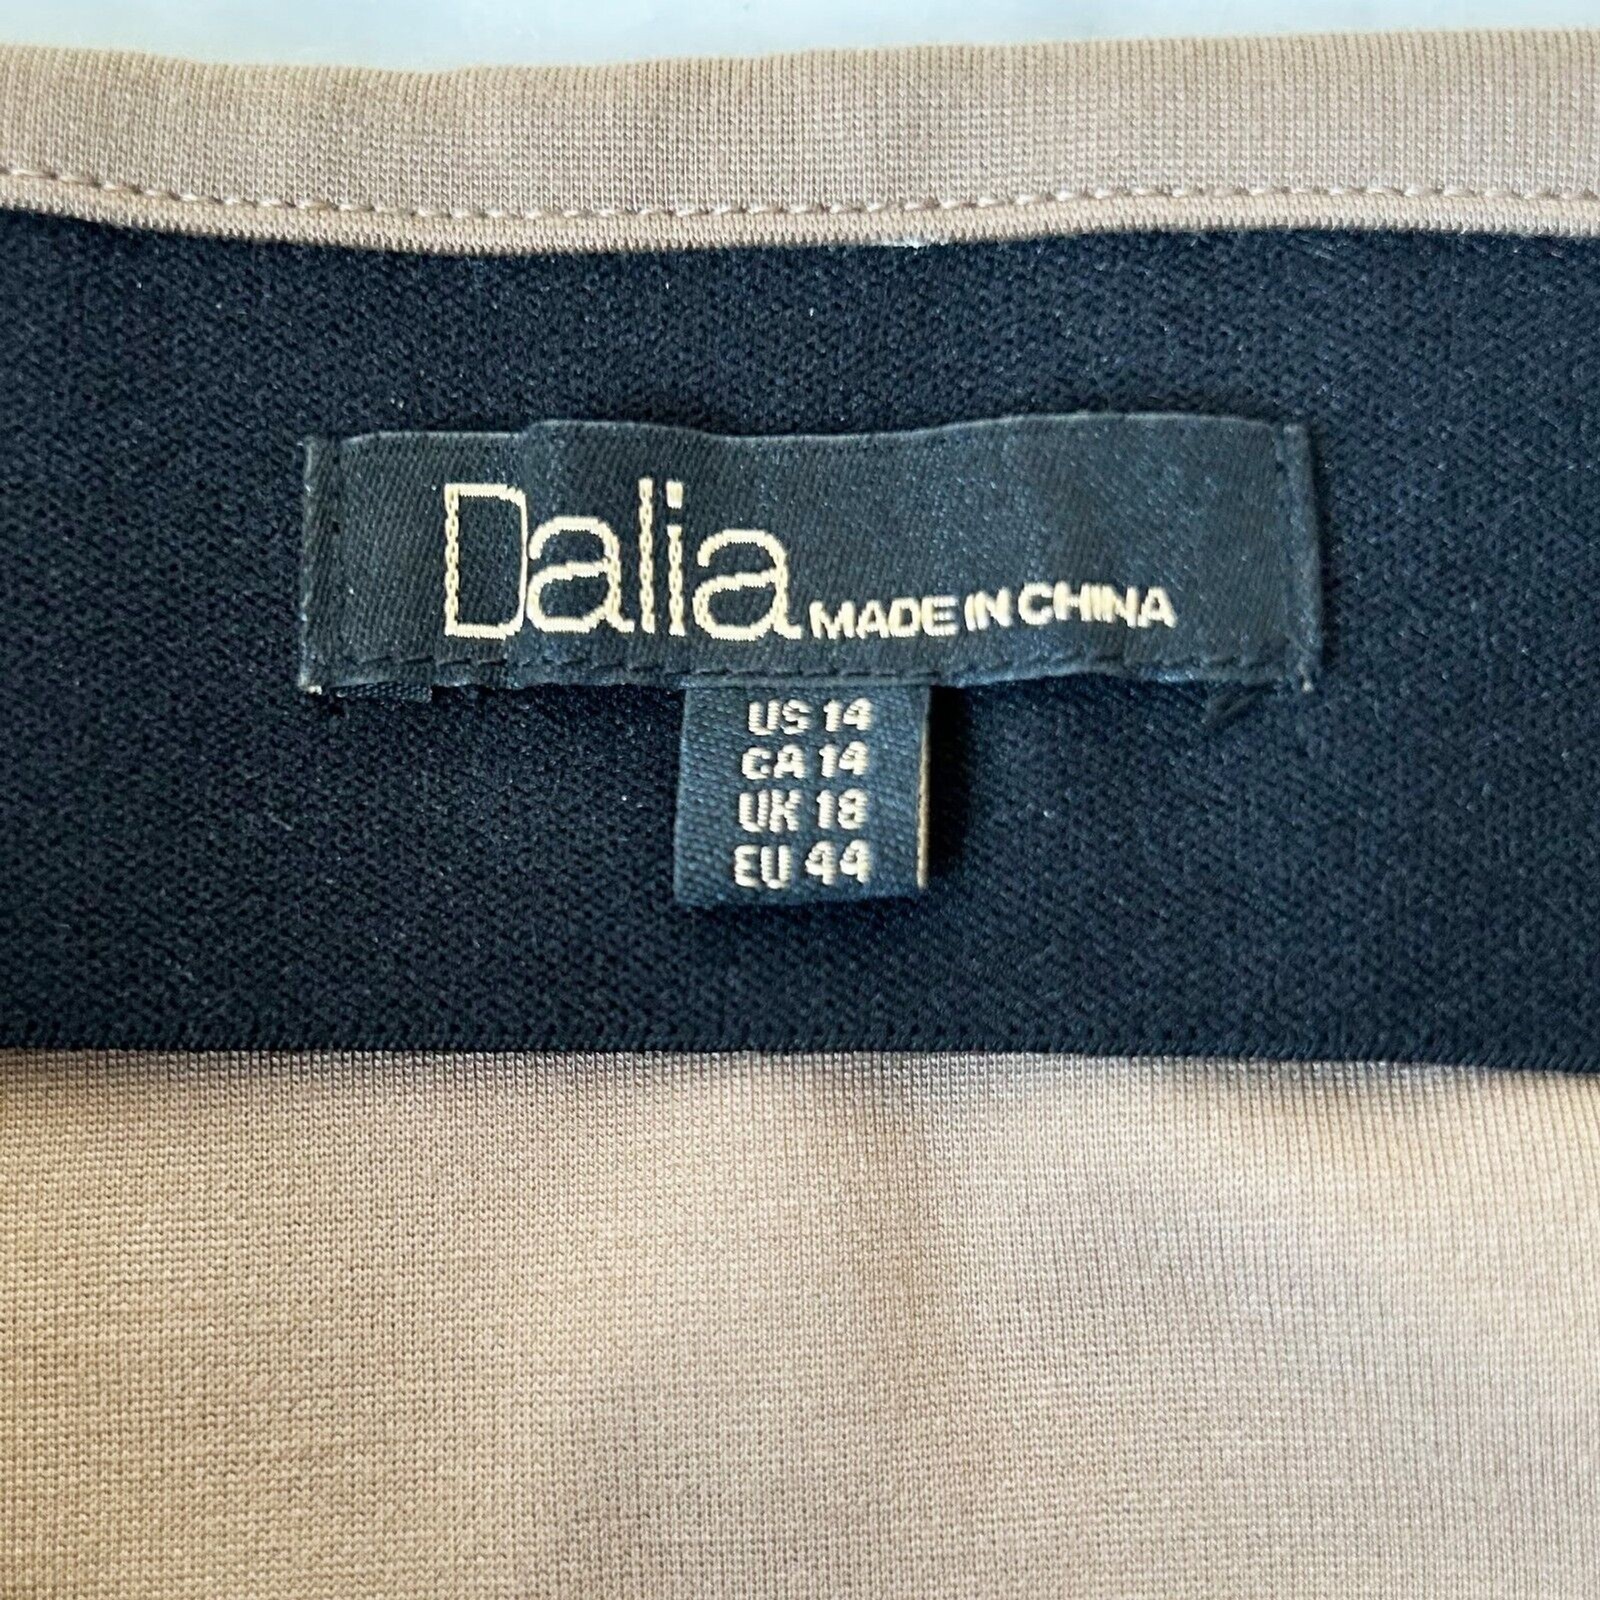 Dalia MADE IN CHINA
US 14
CA 14
UK 18
EU 44